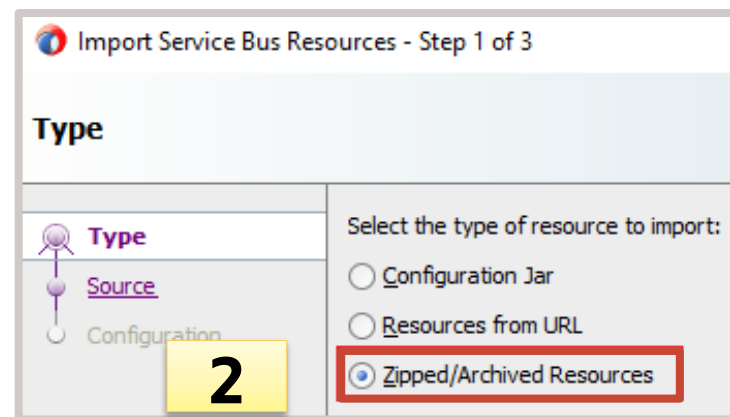 Import Service Bus Resources - Step 1 of 3
Type
Type
Select the type of resource to import:
Source
Configuration Jar
Configuration
Resources from URL
Zipped/Archived Resources
2